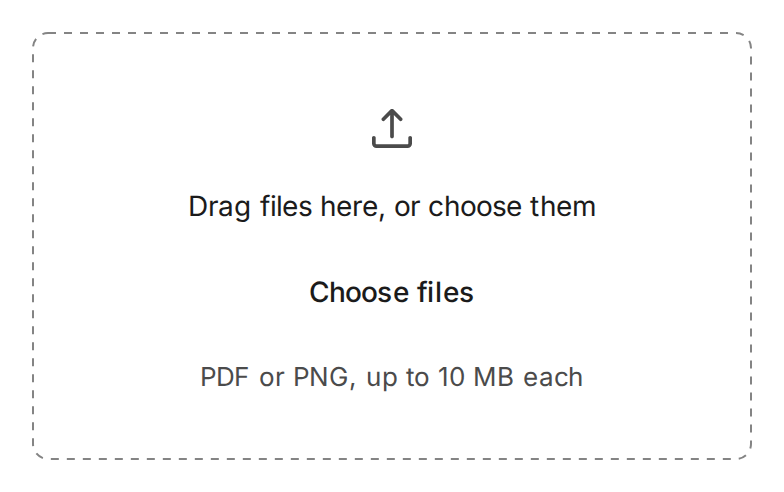 Drag files here, or choose them
Choose files
PDF or PNG, up to 10 MB each